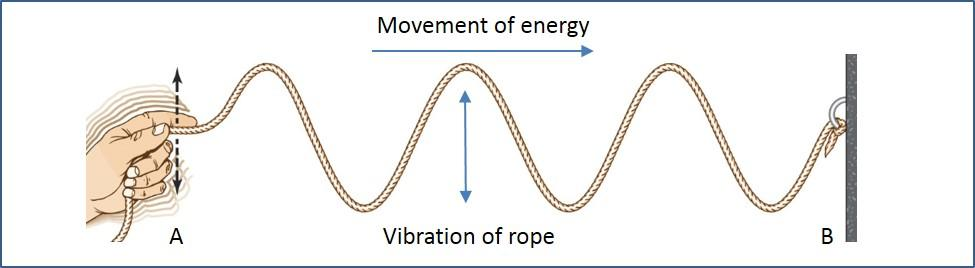 Movement of energy
A
Vibration of rope
B